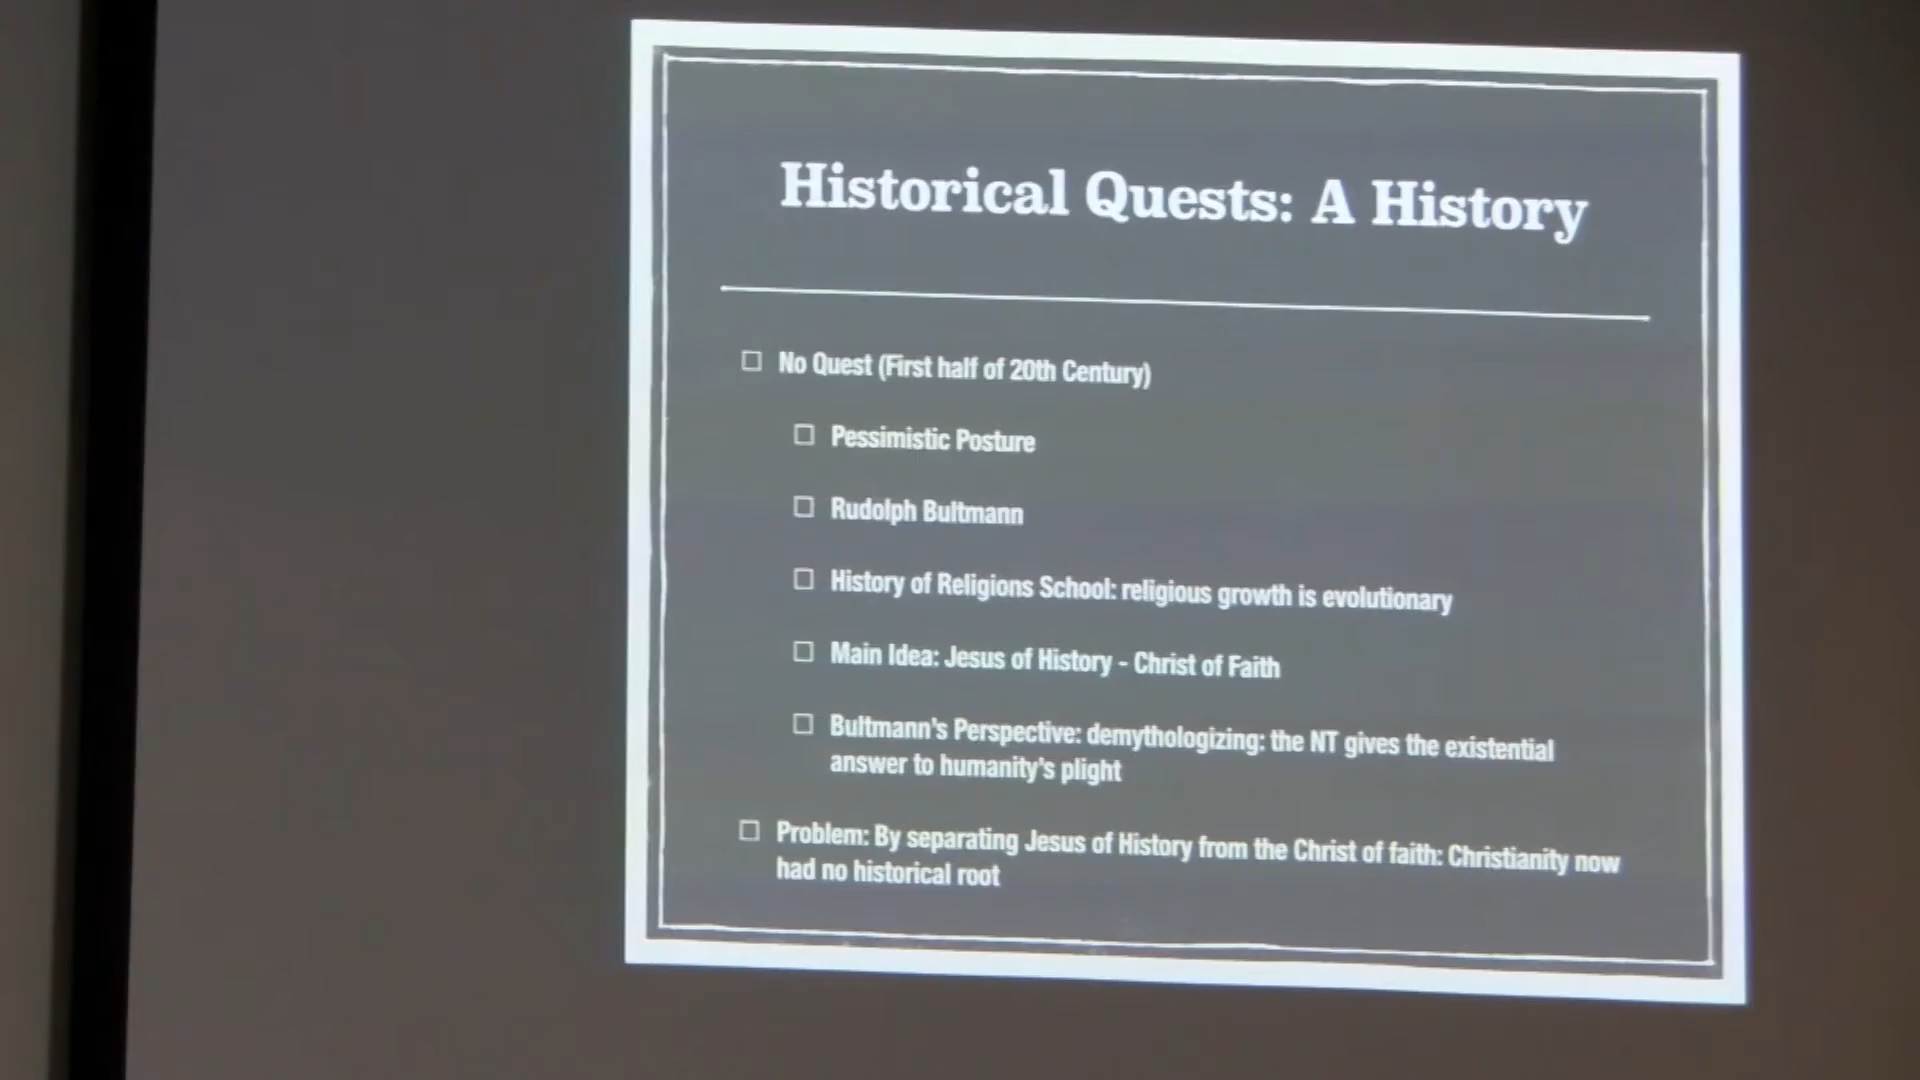 Historical Quests: A History
No Quest (First half of 20th Century)
Pessimistic Posture
Rudolph Bultmann
History of Religions School: religious growth is evolutionary
Main Idea: Jesus of History - Christ of Faith
Bultmann's Perspective: demythologizing: the NT gives the existential
answer to humanity's plight
Problem: By separating Jesus of History from the Christ of faith: Christianity now
had no historical root